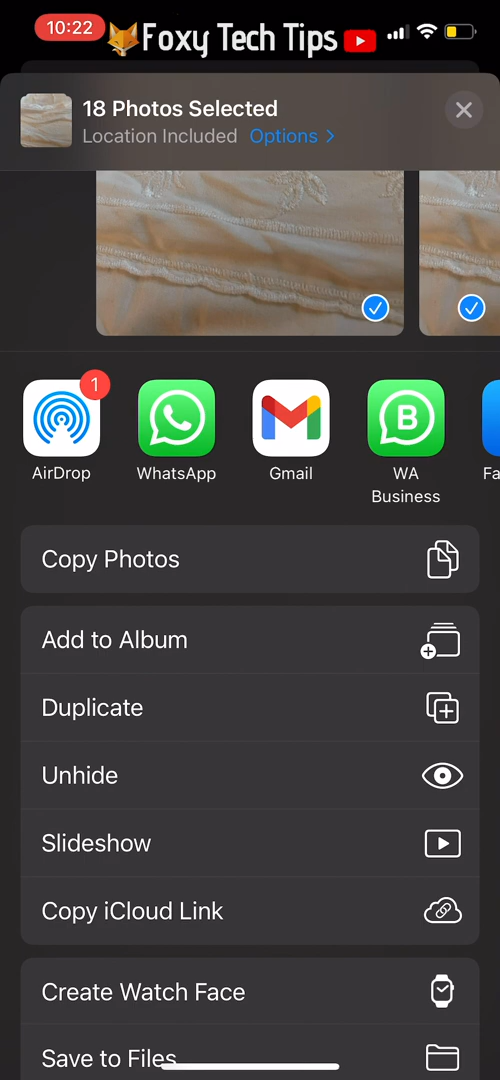 10:22
Foxy Tech Tips
18 Photos Selected
Location Included Options >
1
AirDrop
WhatsApp
Gmail
B
WA
Business
Fa
Copy Photos
Add to Album
Duplicate
Unhide
Slideshow
Copy iCloud Link
Create Watch Face
Save to Files